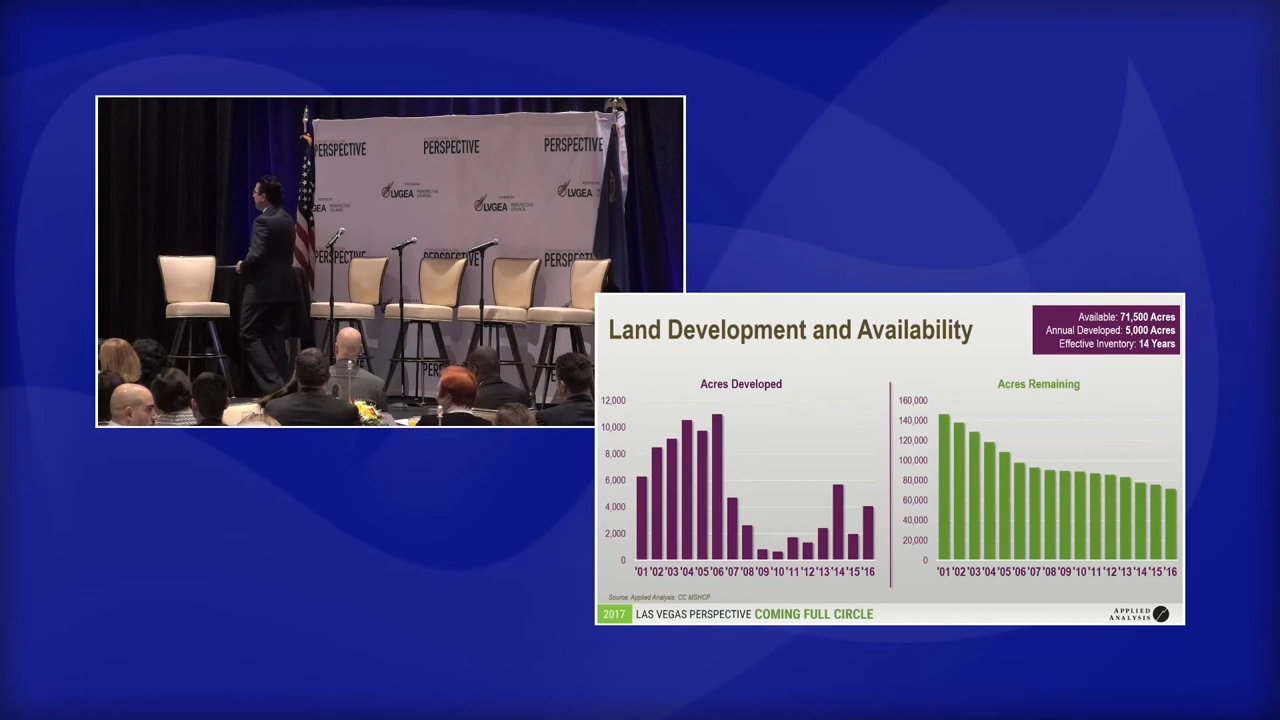 PERSPECTIVE
PERSPECTIVE
PERSPECTIVE
LVGEA
LVGEA
LVGEA
PERSPECTIVE
PERSPECTIVE
Land Development and Availability
Available: 71,500 Acres
Annual Developed: 5,000 Acres
Effective Inventory: 14 Years
Acres Developed
12,000
10,000
8,000
6,000
4,000
2,000
0
'01 '02 '03 '04 '05 '06 '07 '08 '09 '10 '11 '12 '13 '14 '15 '16
Acres Remaining
160,000
140,000
120,000
100,000
80,000
60,000
40,000
20,000
0
'01 '02 '03 '04 '05 '06 '07 '08 '09 '10 '11 '12 '13 '14 '15 '16
Source: Applied Analysis, CC MSHCP
2017 LAS VEGAS PERSPECTIVE COMING FULL CIRCLE
APPLIED
ANALYSIS